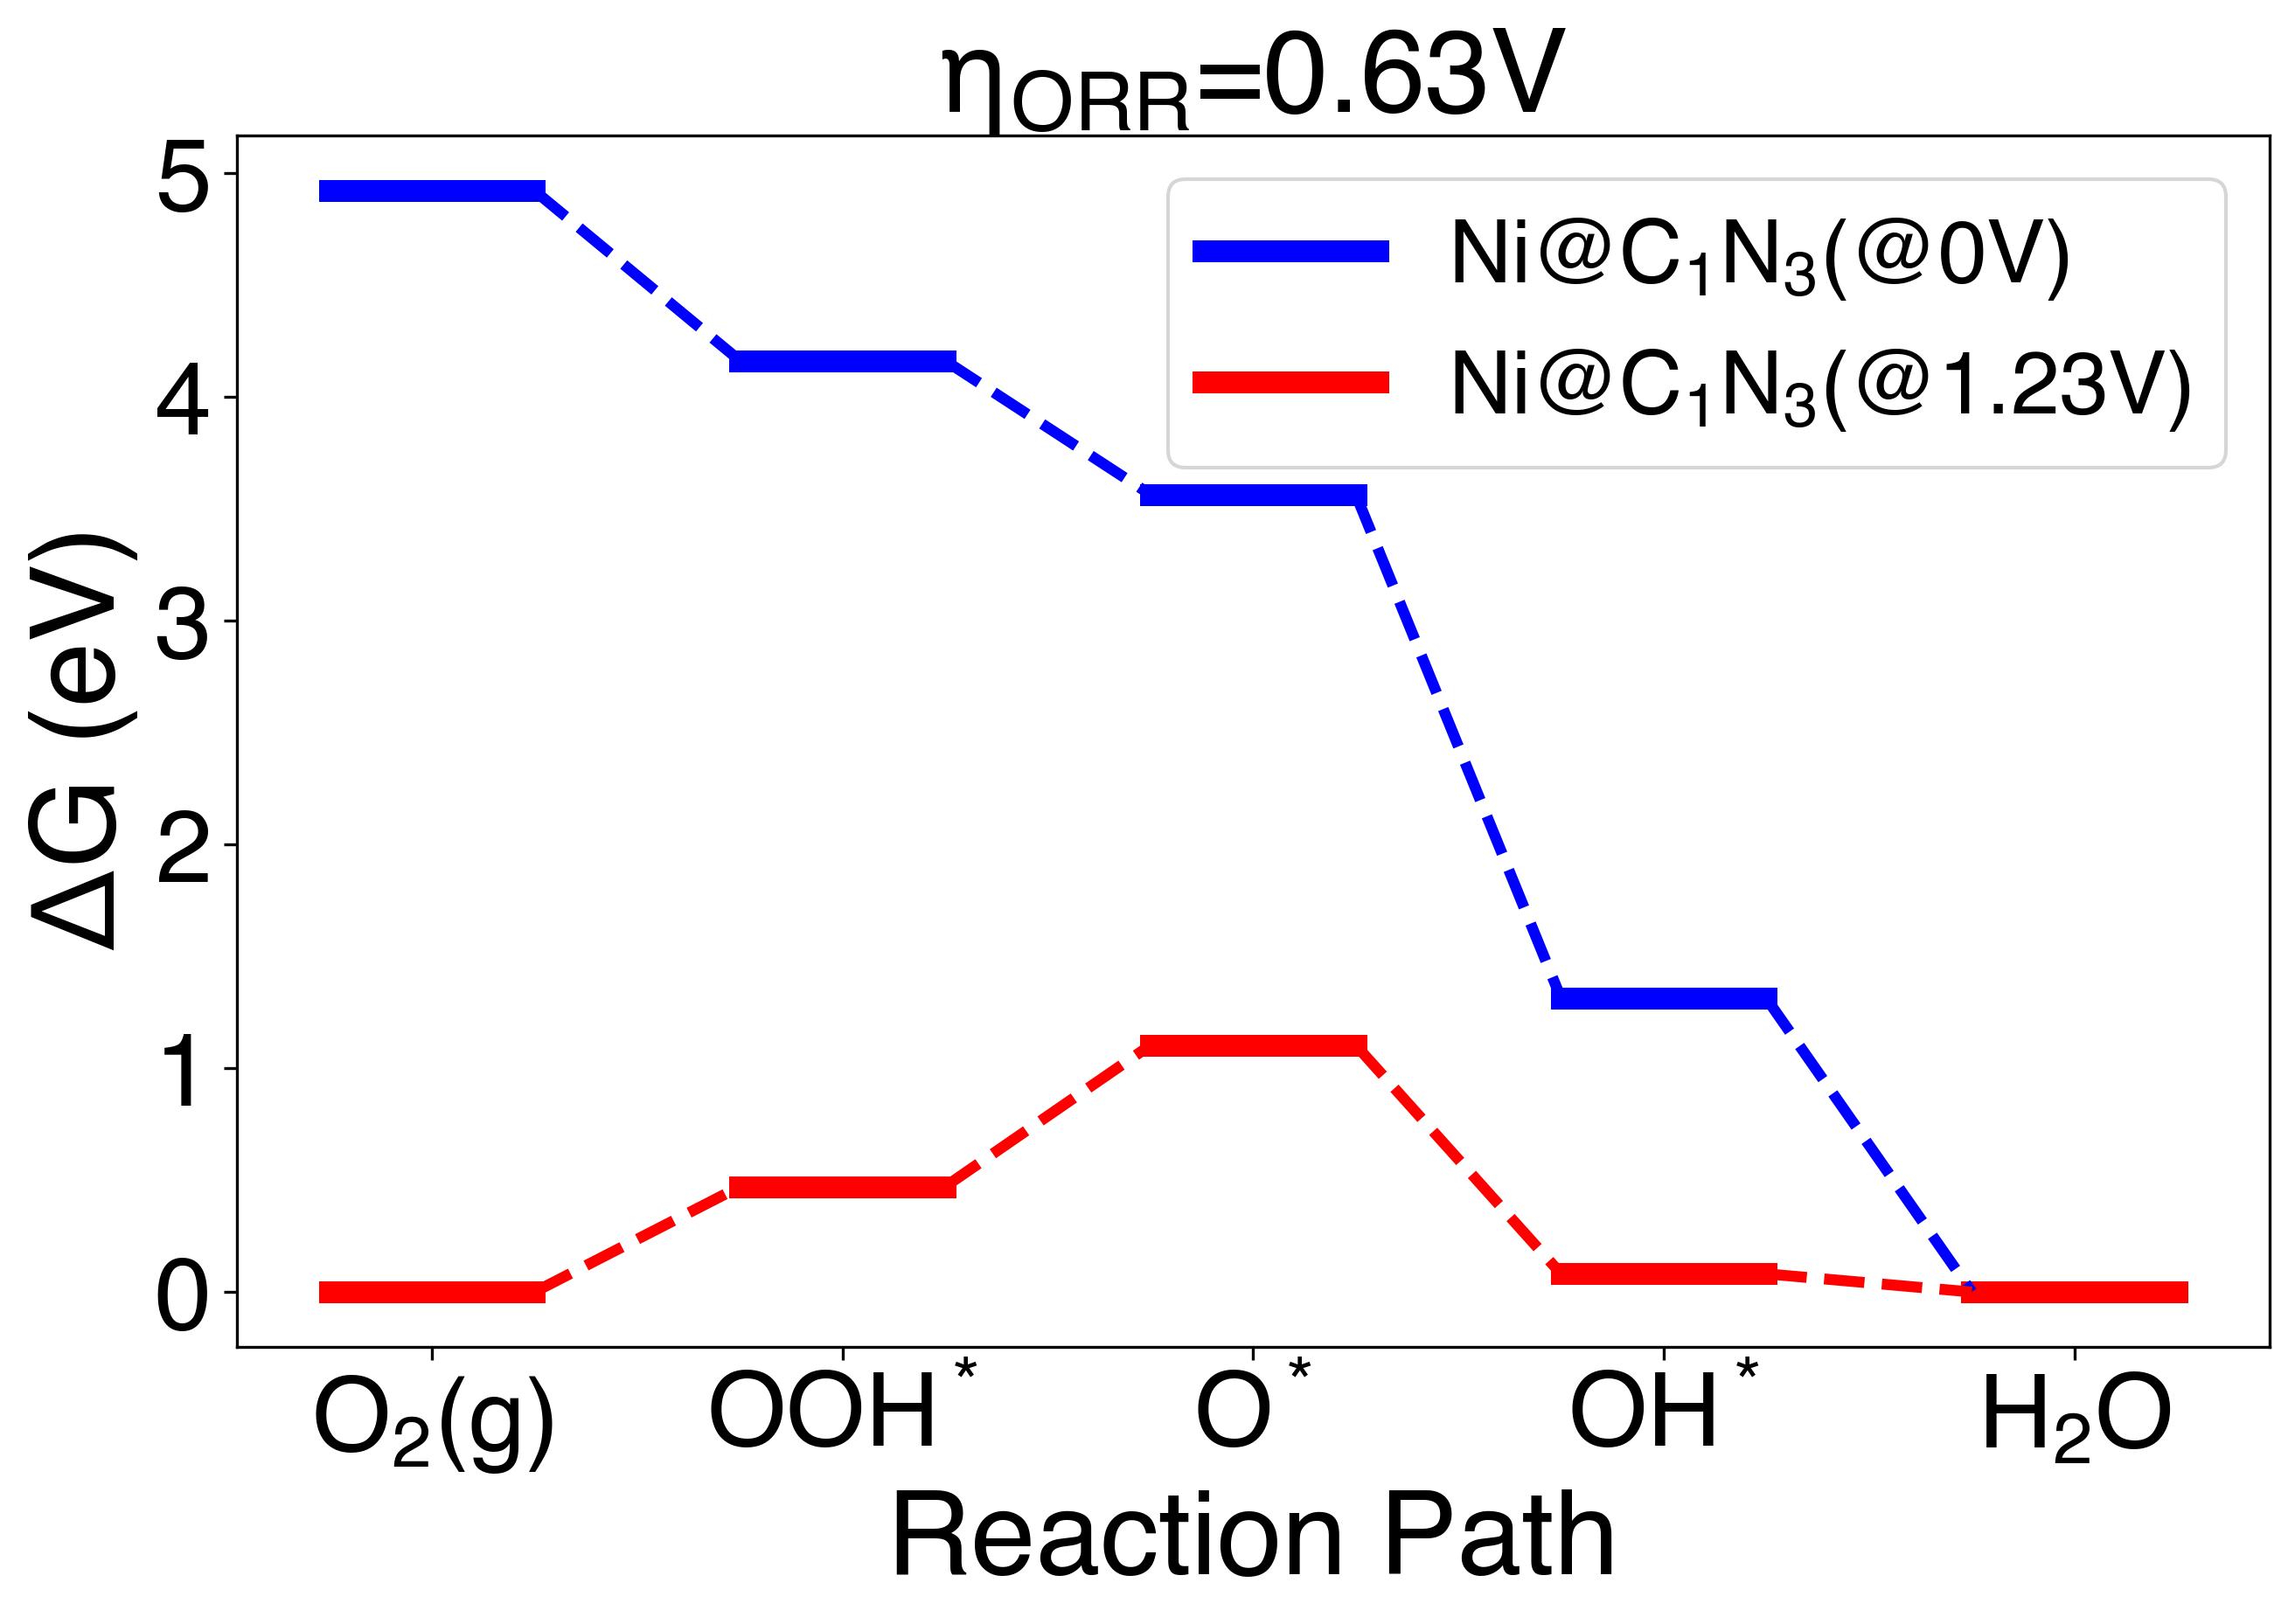 η_ORR=0.63V
Ni@C₁N₃(@0V)
Ni@C₁N₃(@1.23V)
ΔG (eV)
5
4
3
2
1
0
O₂(g) OOH* O* OH* H₂O
Reaction Path